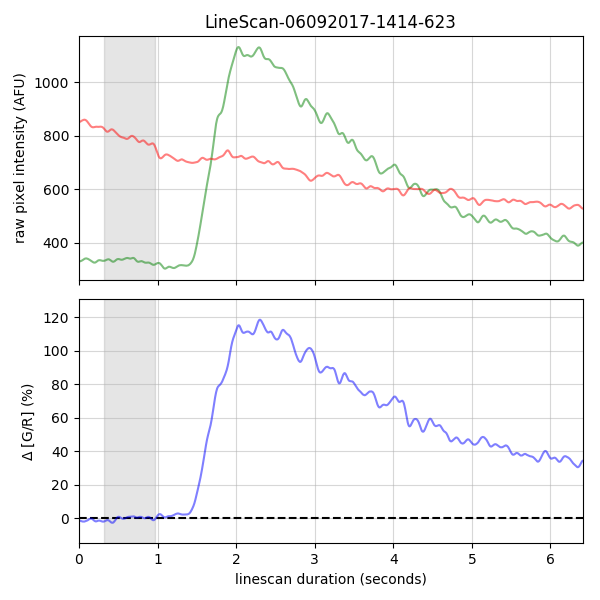 LineScan-06092017-1414-623
raw pixel intensity (AFU)
1000
800
600
400
Δ [G/R] (%)
120
100
80
60
40
20
0
0 1 2 3 4 5 6
linescan duration (seconds)